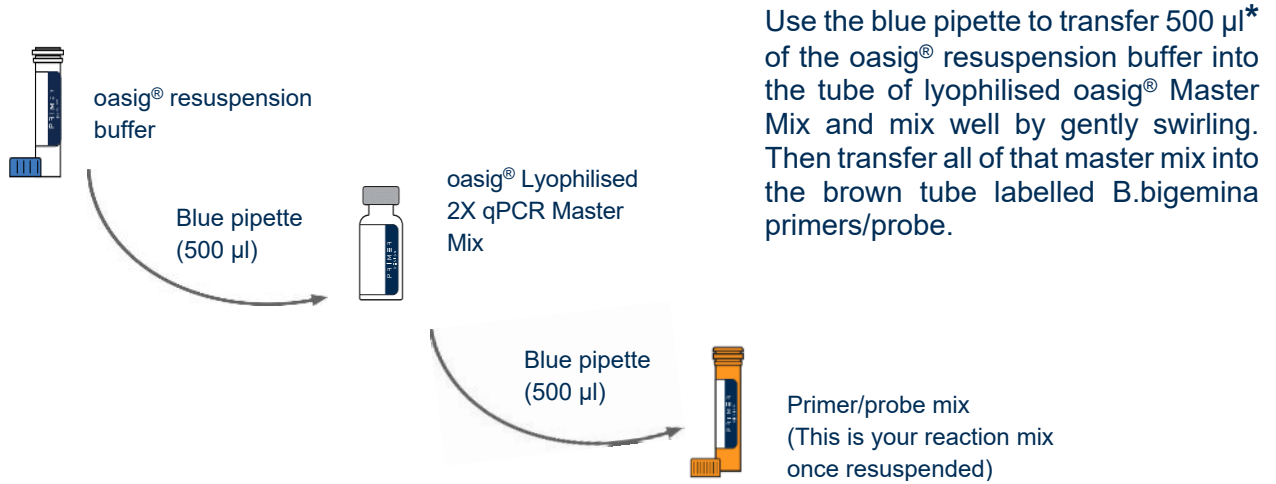 Use the blue pipette to transfer 500 µl*
of the oasig® resuspension buffer into
the tube of lyophilised oasig® Master
Mix and mix well by gently swirling.
Then transfer all of that master mix into
the brown tube labelled B.bigemina
primers/probe.
oasig® resuspension
buffer
Blue pipette
(500 µl)
oasig® Lyophilised
2X qPCR Master
Mix
Blue pipette
(500 µl)
Primer/probe mix
(This is your reaction mix
once resuspended)
PRIMER
PRIMER
PRIMER